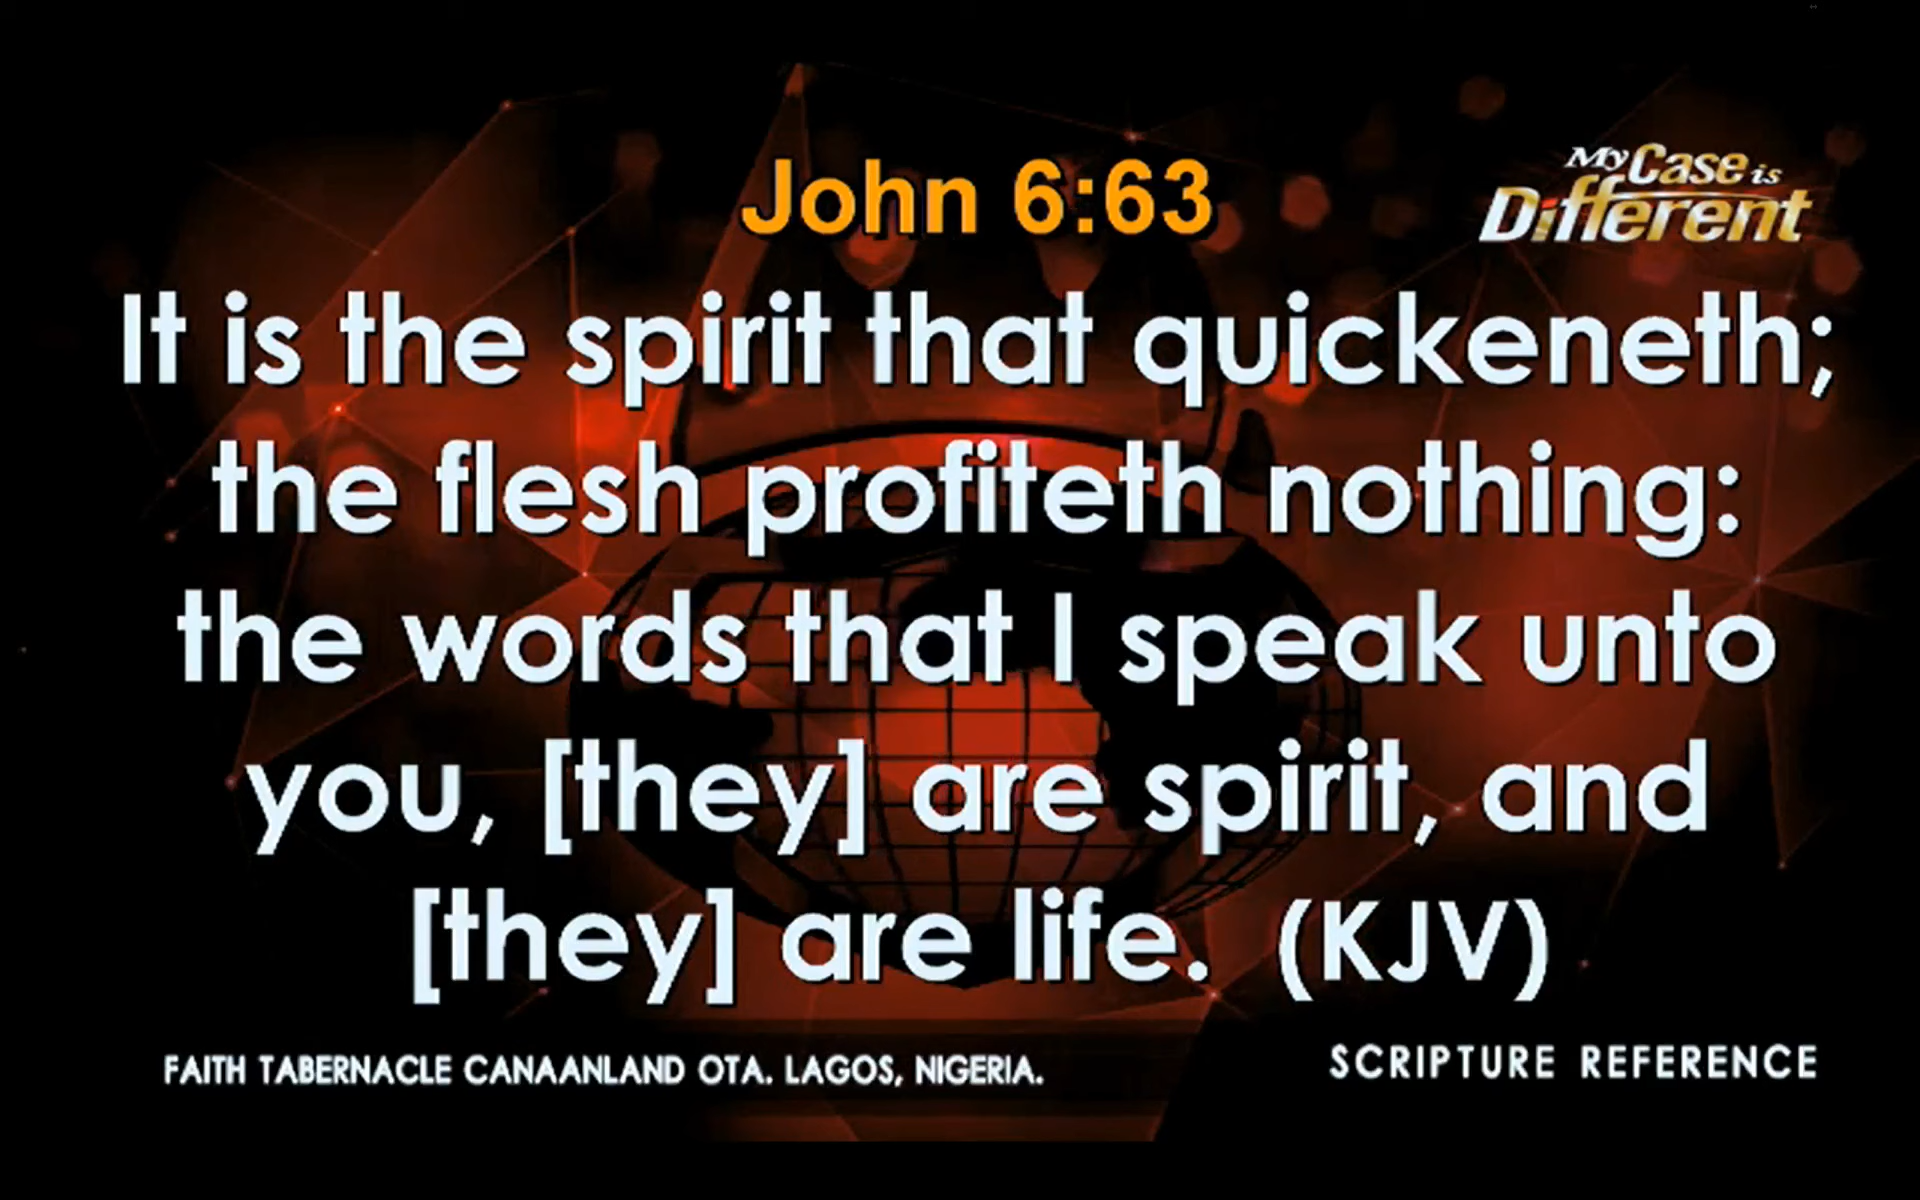 John 6:63
My Case is
Different
It is the spirit that quickeneth;
the flesh profiteth nothing:
the words that I speak unto
you, [they] are spirit, and
[they] are life. (KJV)
FAITH TABERNACLE CANAANLAND OTA. LAGOS, NIGERIA.
SCRIPTURE REFERENCE